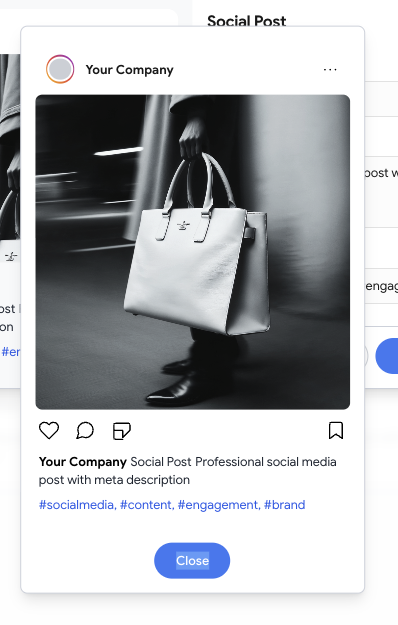 Social Post
Your Company
post w
ost
engag
on
#er
Your Company Social Post Professional social media
post with meta description
#socialmedia, #content, #engagement, #brand
Close